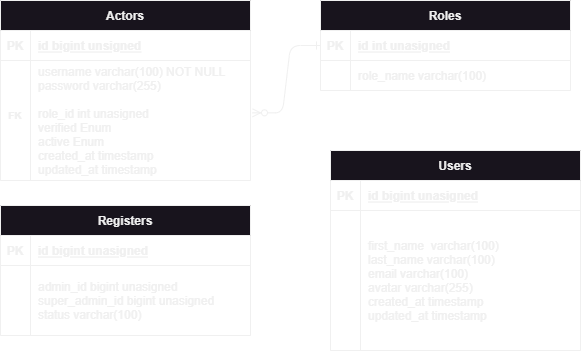 Actors
PK id bigint unsigned
username varchar(100) NOT NULL
password varchar(255)
FK role_id int unasigned
verified Enum
active Enum
created_at timestamp
updated_at timestamp
Roles
PK id int unasigned
role_name varchar(100)
Registers
PK id bigint unasigned
admin_id bigint unasigned
super_admin_id bigint unasigned
status varchar(100)
Users
PK id bigint unasigned
first_name varchar(100)
last_name varchar(100)
email varchar(100)
avatar varchar(255)
created_at timestamp
updated_at timestamp